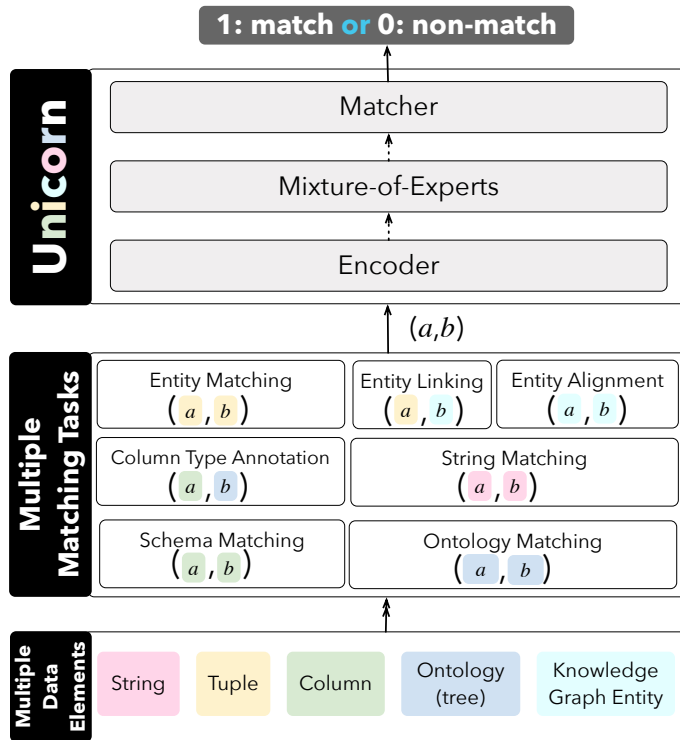 1: match or 0: non-match
Unicorn
Matcher
Mixture-of-Experts
Encoder
(a,b)
Multiple
Matching Tasks
Entity Matching
(a, b)
Entity Linking
(a, b)
Entity Alignment
(a, b)
Column Type Annotation
(a, b)
String Matching
(a, b)
Schema Matching
(a, b)
Ontology Matching
(a, b)
Multiple
Data
Elements
String
Tuple
Column
Ontology
(tree)
Knowledge
Graph Entity